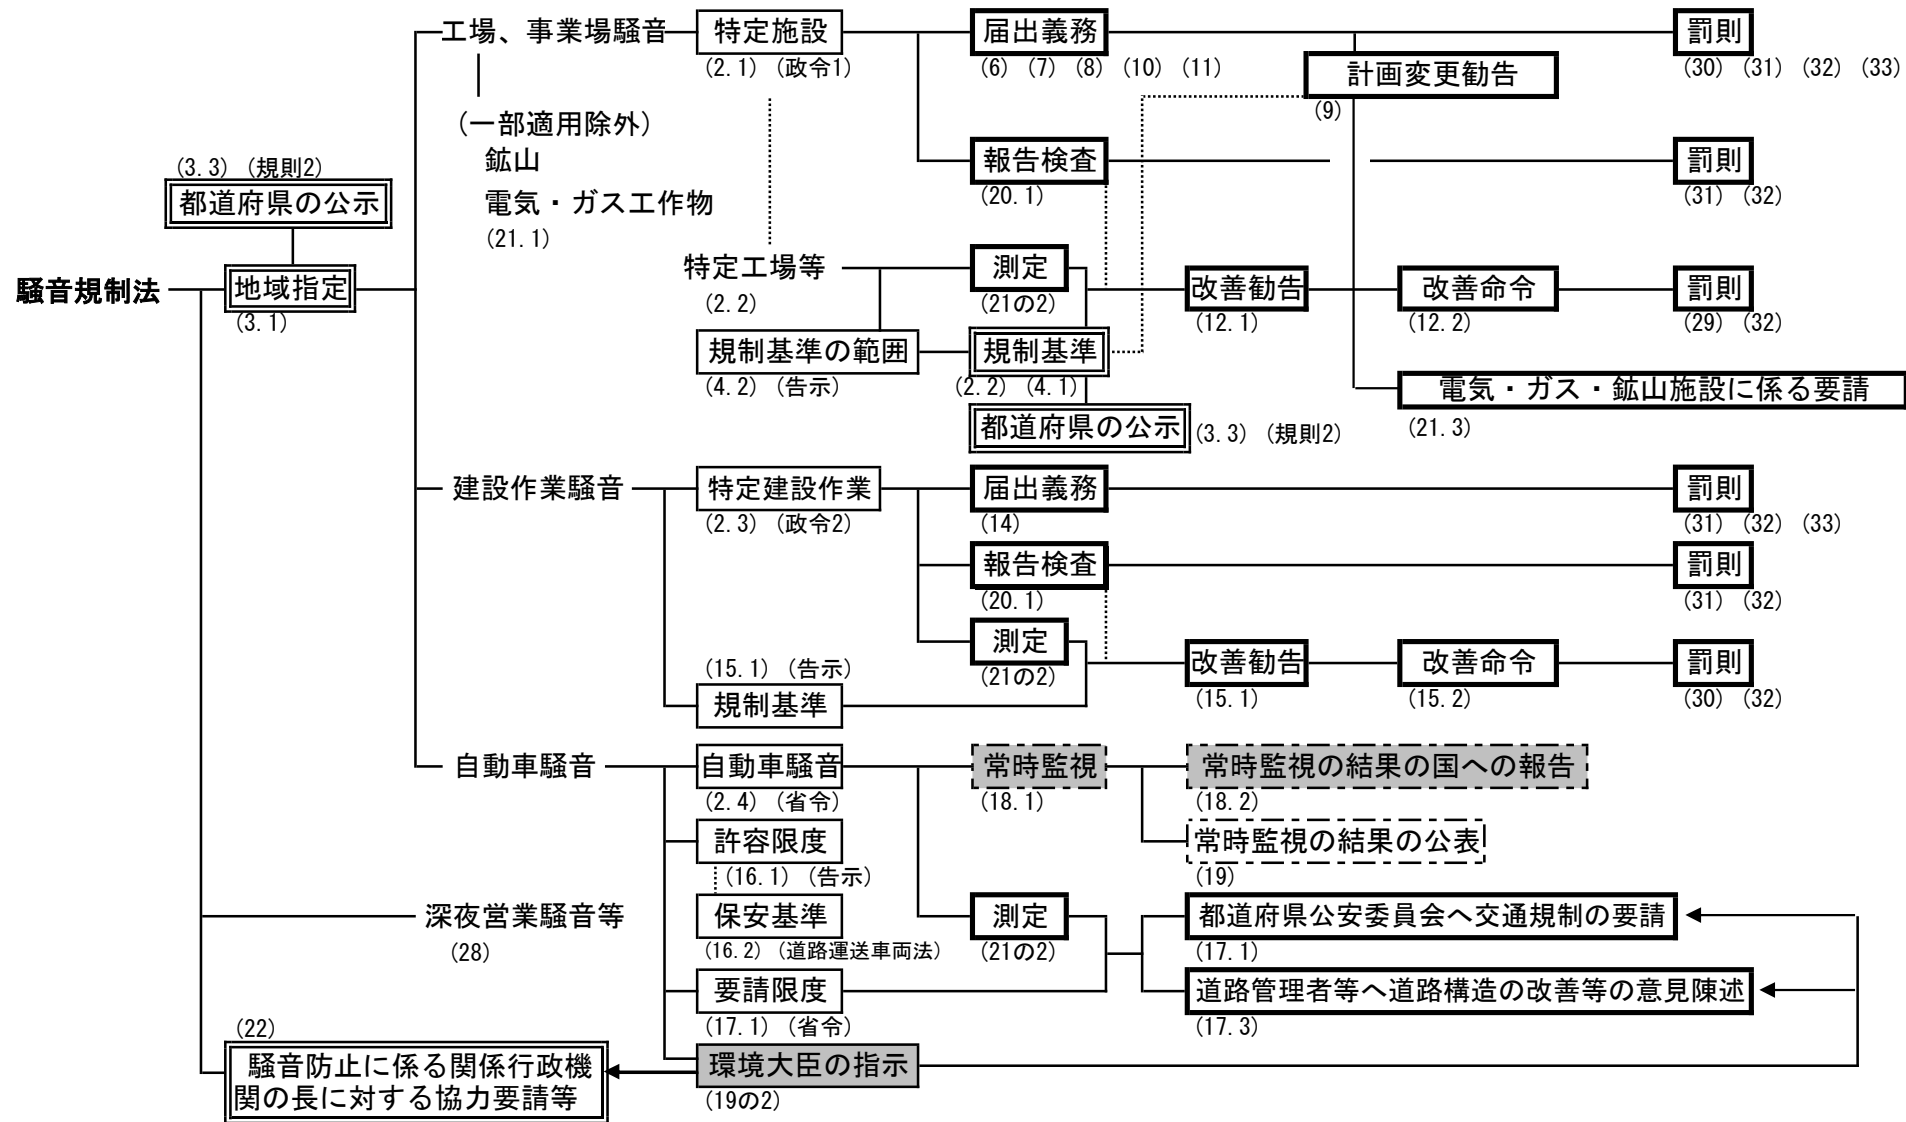 騒音規制法
(3.3) (規則2)
都道府県の公示
地域指定
(3.1)
工場、事業場騒音
(一部適用除外)
鉱山
電気・ガス工作物
(21.1)
特定施設
(2.1) (政令1)
届出義務
(6) (7) (8) (10) (11)
計画変更勧告
(9)
罰則
(30) (31) (32) (33)
報告検査
(20.1)
罰則
(31) (32)
特定工場等
(2.2)
測定
(21の2)
改善勧告
(12.1)
改善命令
(12.2)
罰則
(29) (32)
規制基準の範囲
(4.2) (告示)
規制基準
(2.2) (4.1)
都道府県の公示
(3.3) (規則2)
電気・ガス・鉱山施設に係る要請
(21.3)
建設作業騒音
特定建設作業
(2.3) (政令2)
届出義務
(14)
罰則
(31) (32) (33)
報告検査
(20.1)
罰則
(31) (32)
測定
(21の2)
(15.1) (告示)
規制基準
改善勧告
(15.1)
改善命令
(15.2)
罰則
(30) (32)
自動車騒音
自動車騒音
(2.4) (省令)
常時監視
(18.1)
常時監視の結果の国への報告
(18.2)
常時監視の結果の公表
(19)
許容限度
(16.1) (告示)
保安基準
(16.2) (道路運送車両法)
測定
(21の2)
都道府県公安委員会へ交通規制の要請
(17.1)
要請限度
(17.1) (省令)
道路管理者等へ道路構造の改善等の意見陳述
(17.3)
環境大臣の指示
(19の2)
深夜営業騒音等
(28)
(22)
騒音防止に係る関係行政機
関の長に対する協力要請等